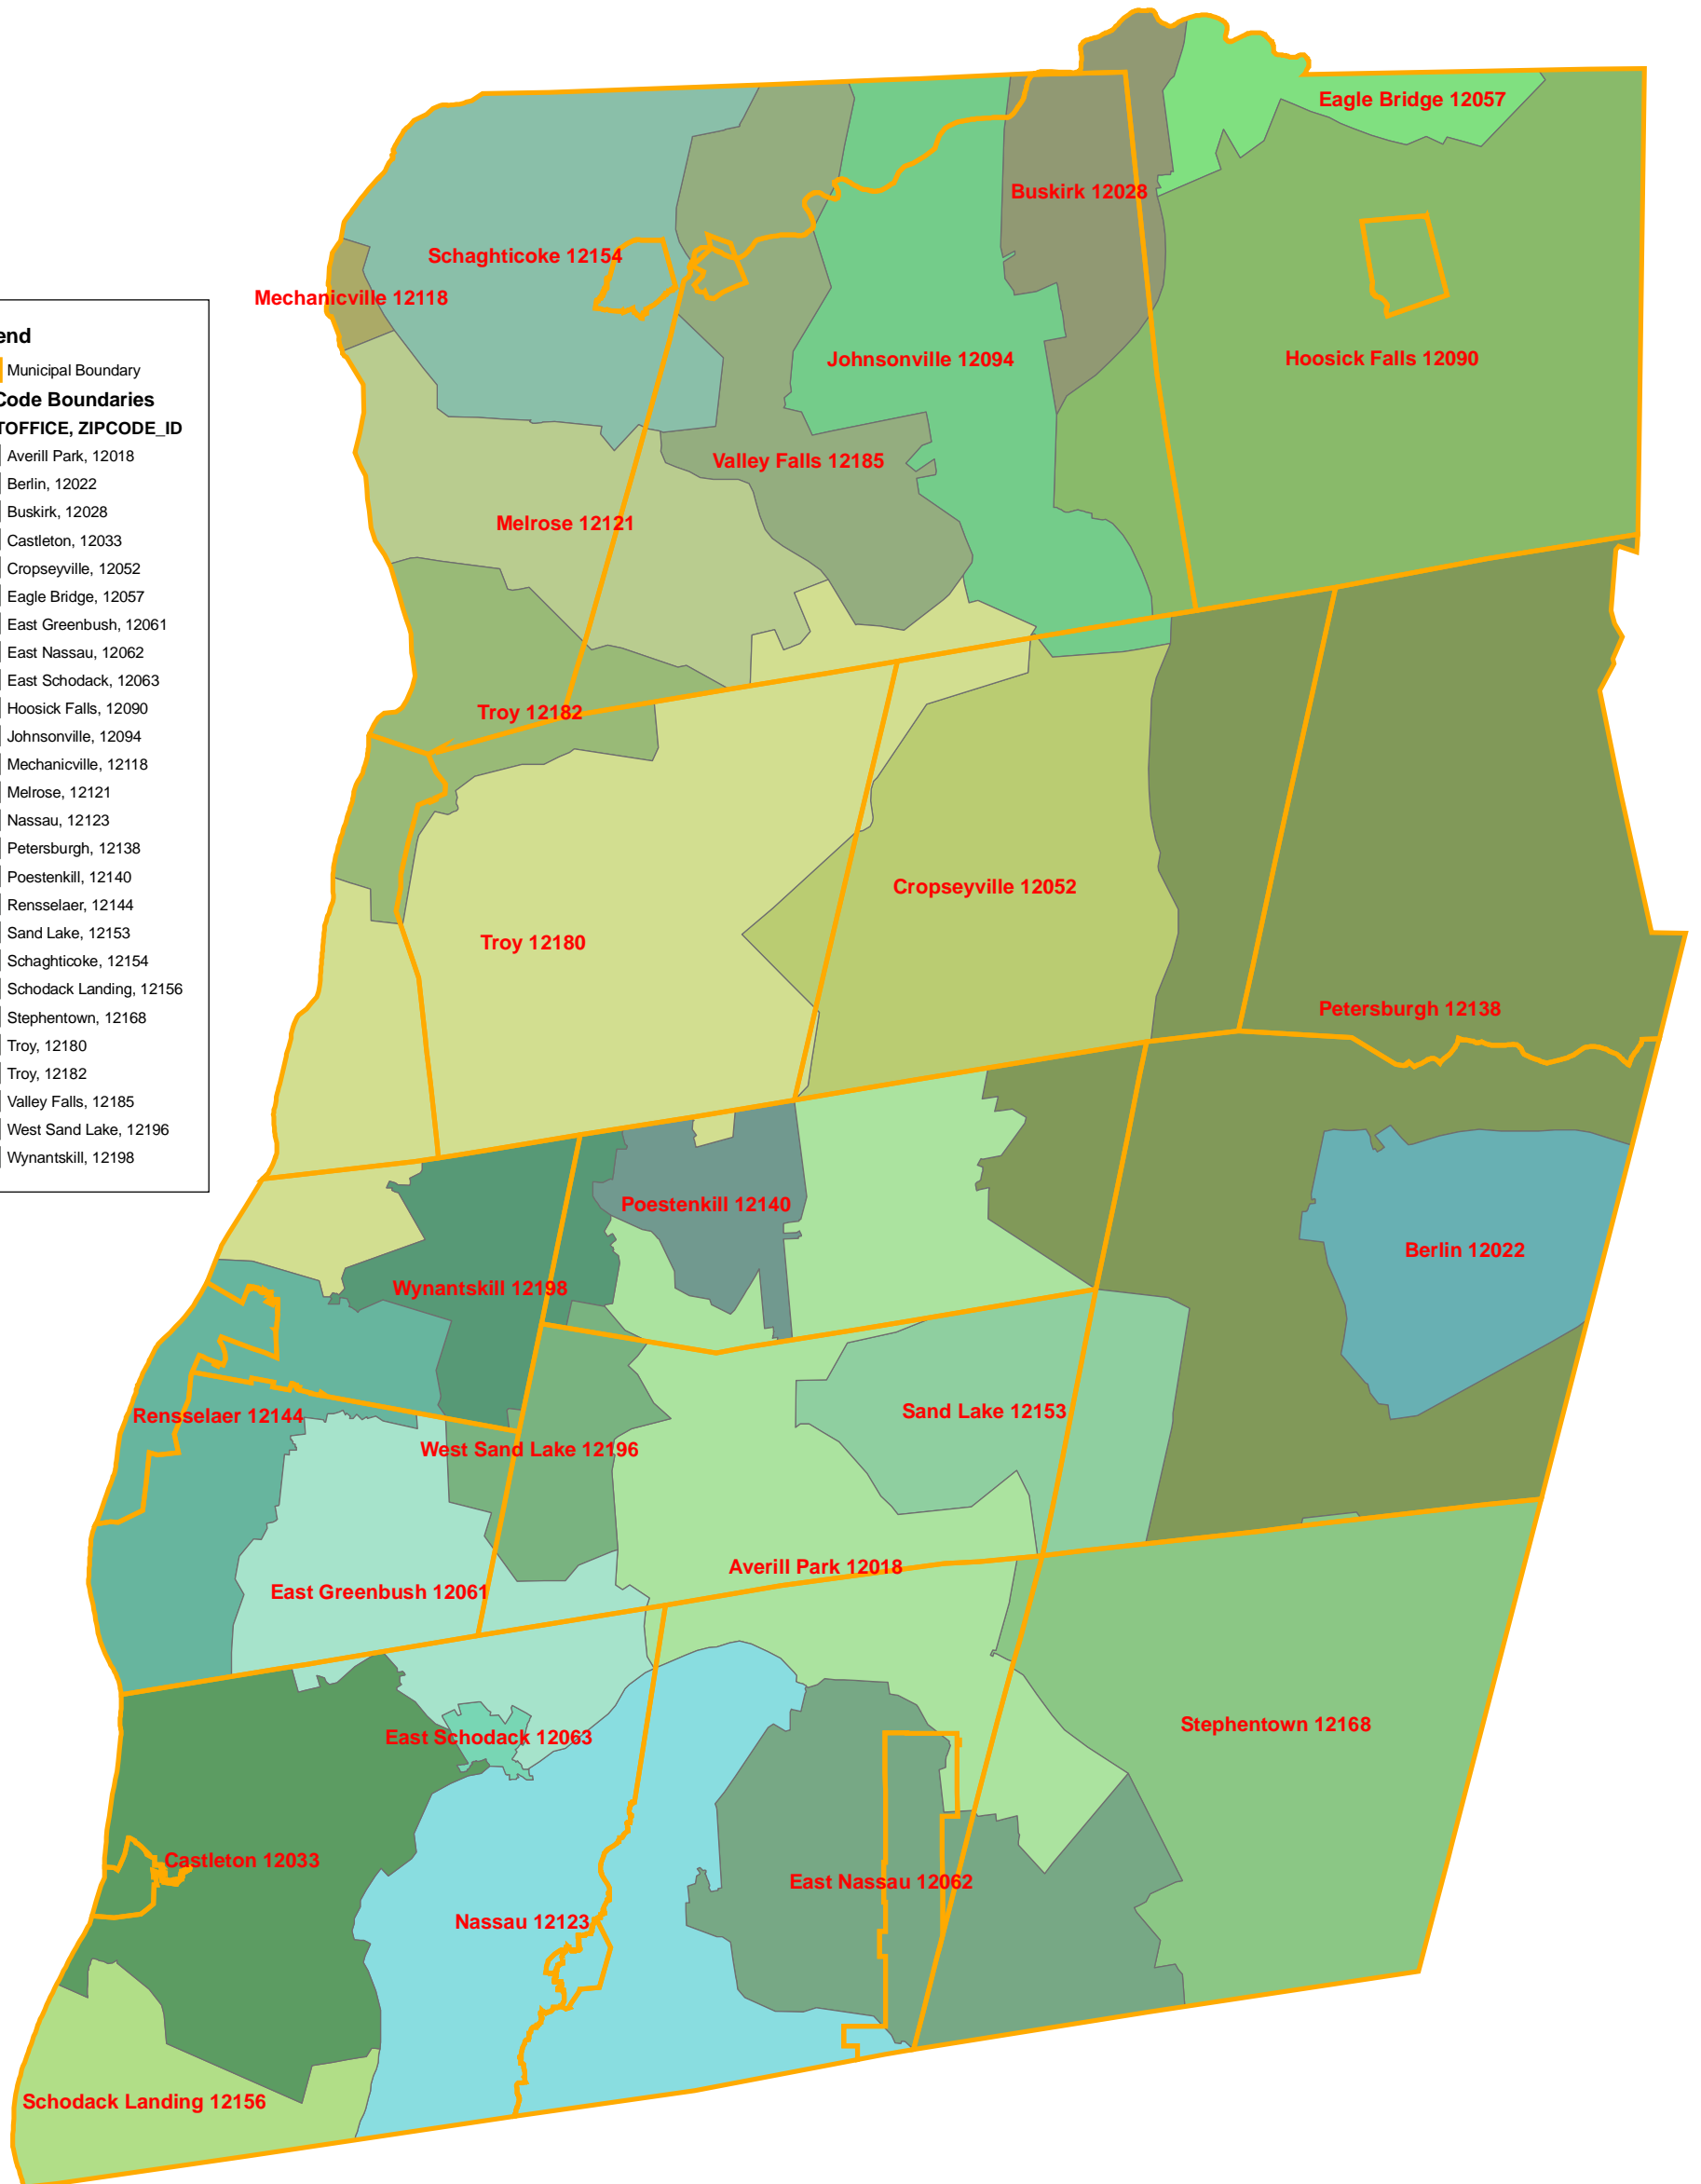 Eagle Bridge 12057
Buskirk 12028
Schaghticoke 12154
Mechanicville 12118
Johnsonville 12094
Hoosick Falls 12090
Valley Falls 12185
Melrose 12121
Troy 12182
Cropseyville 12052
Troy 12180
Petersburgh 12138
Poestenkill 12140
Berlin 12022
Wynantskill 12198
Rensselaer 12144
Sand Lake 12153
West Sand Lake 12196
Averill Park 12018
East Greenbush 12061
Stephentown 12168
East Schodack 12063
Castleton 12033
East Nassau 12062
Nassau 12123
Schodack Landing 12156
end
Municipal Boundary
Code Boundaries
TOFFICE, ZIPCODE_ID
Averill Park, 12018
Berlin, 12022
Buskirk, 12028
Castleton, 12033
Cropseyville, 12052
Eagle Bridge, 12057
East Greenbush, 12061
East Nassau, 12062
East Schodack, 12063
Hoosick Falls, 12090
Johnsonville, 12094
Mechanicville, 12118
Melrose, 12121
Nassau, 12123
Petersburgh, 12138
Poestenkill, 12140
Rensselaer, 12144
Sand Lake, 12153
Schaghticoke, 12154
Schodack Landing, 12156
Stephentown, 12168
Troy, 12180
Troy, 12182
Valley Falls, 12185
West Sand Lake, 12196
Wynantskill, 12198